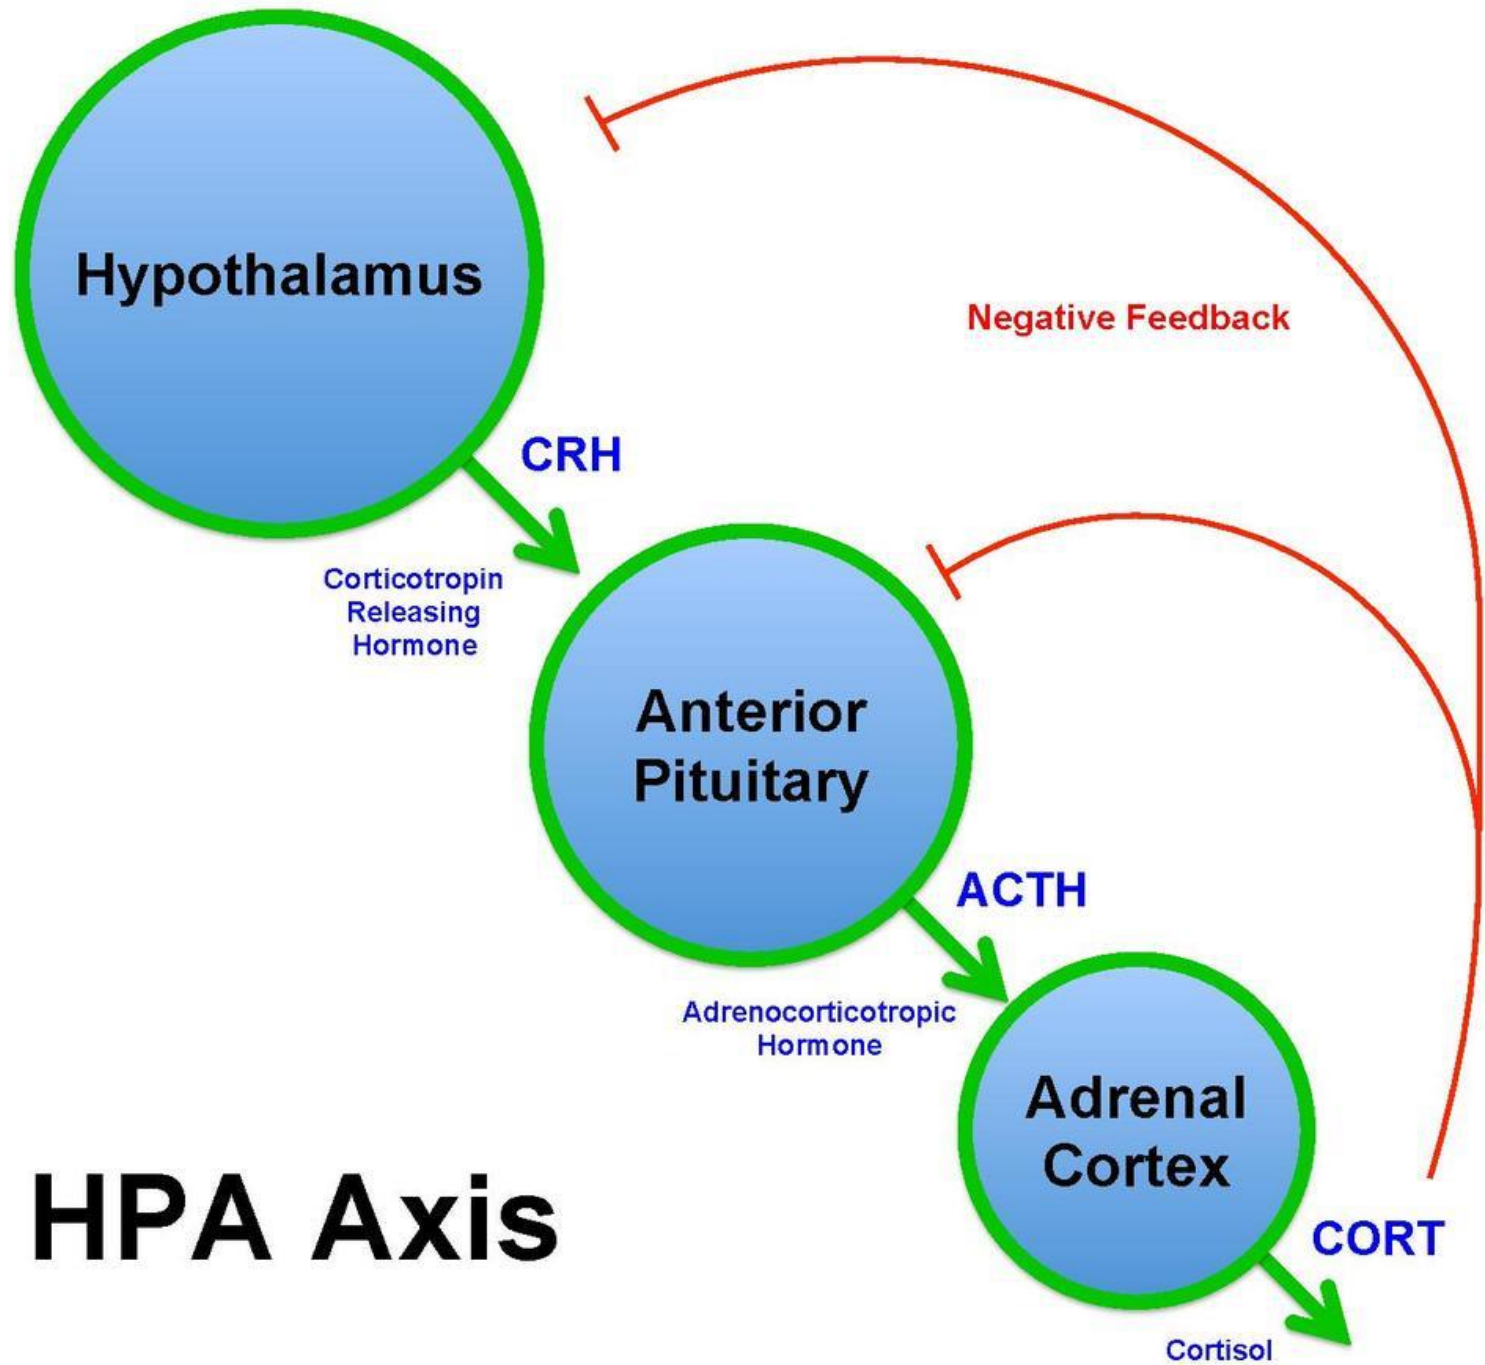 Hypothalamus
Negative Feedback
CRH
Corticotropin
Releasing
Hormone
Anterior
Pituitary
ACTH
Adrenocorticotropic
Hormone
Adrenal
Cortex
HPA Axis
CORT
Cortisol